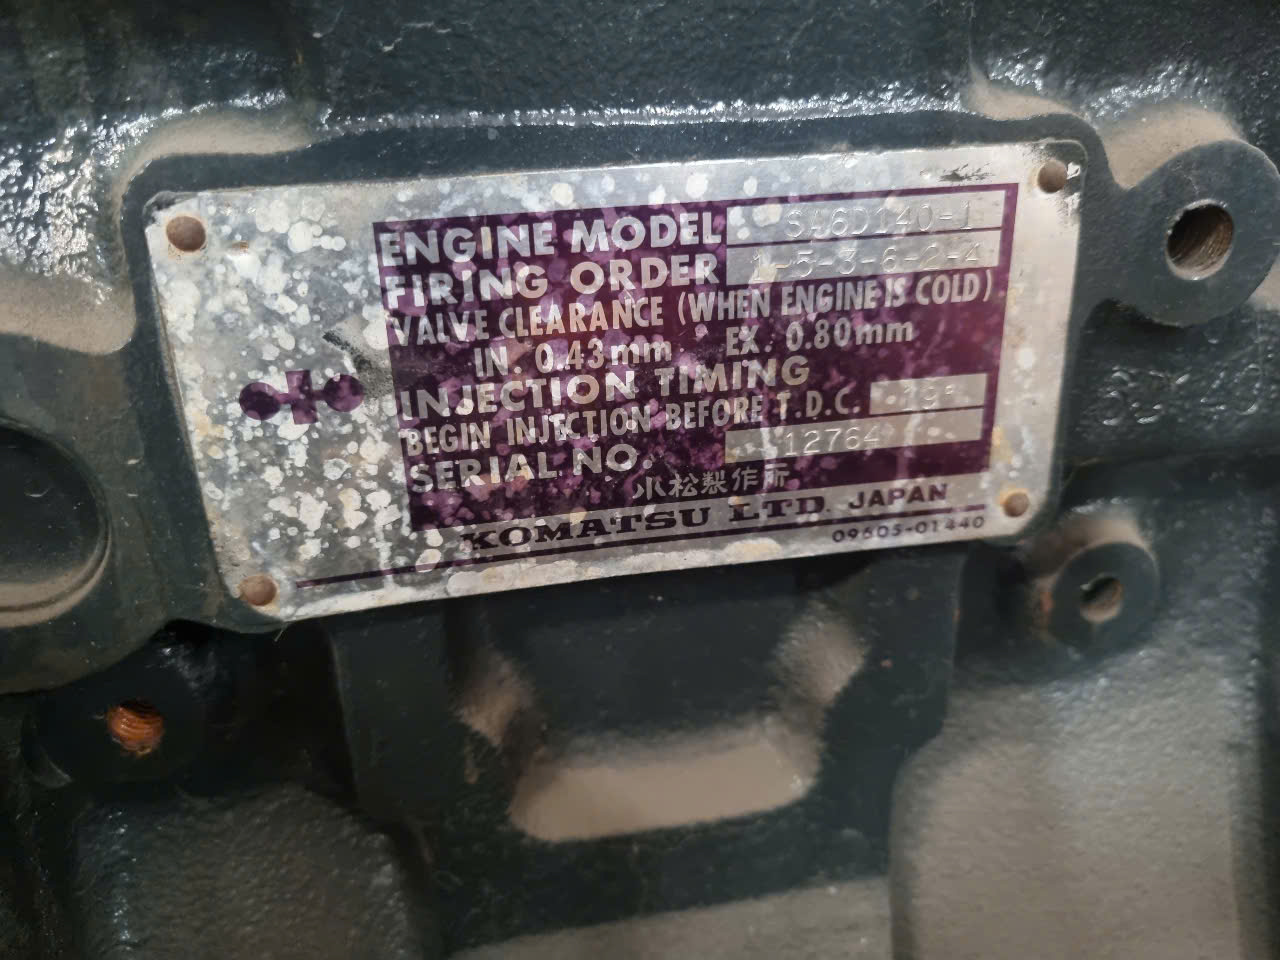 ENGINE MODEL SA6D140-1
FIRING ORDER 1-5-3-6-2-4
VALVE CLEARANCE (WHEN ENGINE IS COLD)
IN. 0.43mm EX. 0.80mm
INJECTION TIMING
BEGIN INJECTION BEFORE T.D.C. 19°
SERIAL NO. 12764
小松製作所
KOMATSU LTD. JAPAN
09605-01440